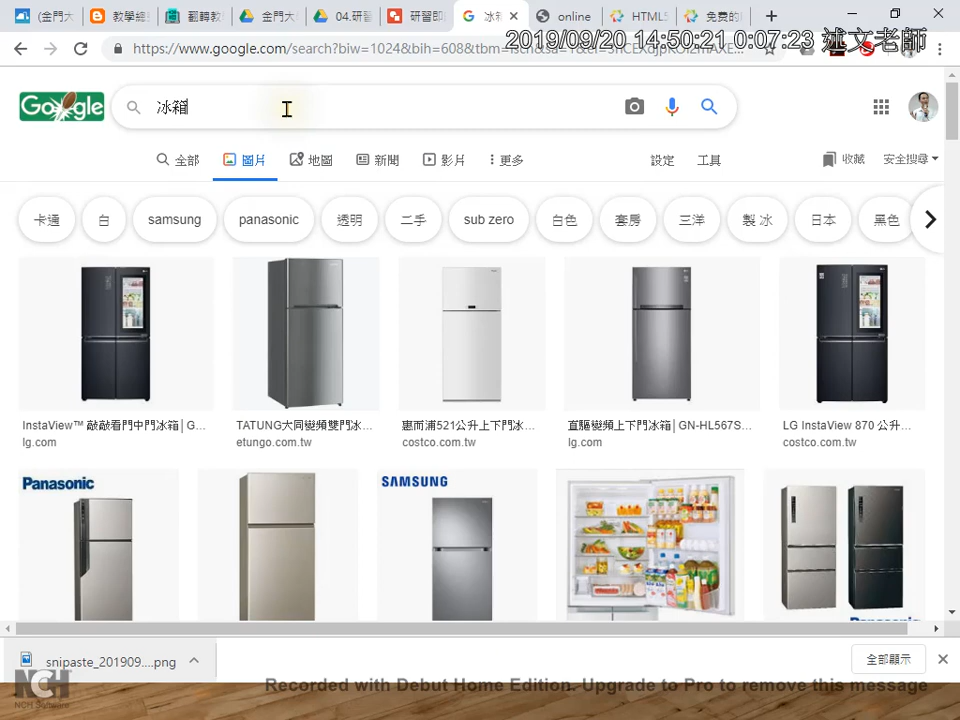 (金門大
教學總
翻轉教
金門大
04.研習
研習即
冰箱
online
HTML5
免費的
https://www.google.com/search?biw=1024&bih=608&tbm=
2019/09/20 14:50:21 0:07:23 述文老師
Google
冰箱
全部
圖片
地圖
新聞
影片
更多
設定
工具
收藏
安全搜尋
卡通
白
samsung
panasonic
透明
二手
sub zero
白色
套房
三洋
製 冰
日本
黑色
InstaView™ 敲敲看門中門冰箱│G...
TATUNG大同變頻雙門冰...
惠而浦521公升上下門冰...
直驅變頻上下門冰箱│GN-HL567S...
LG InstaView 870 公升...
lg.com
etungo.com.tw
costco.com.tw
lg.com
costco.com.tw
Panasonic
SAMSUNG
Panasonic
snipaste_201909....png
全部顯示
NCH
NCH Software
Recorded with Debut Home Edition. Upgrade to Pro to remove this message